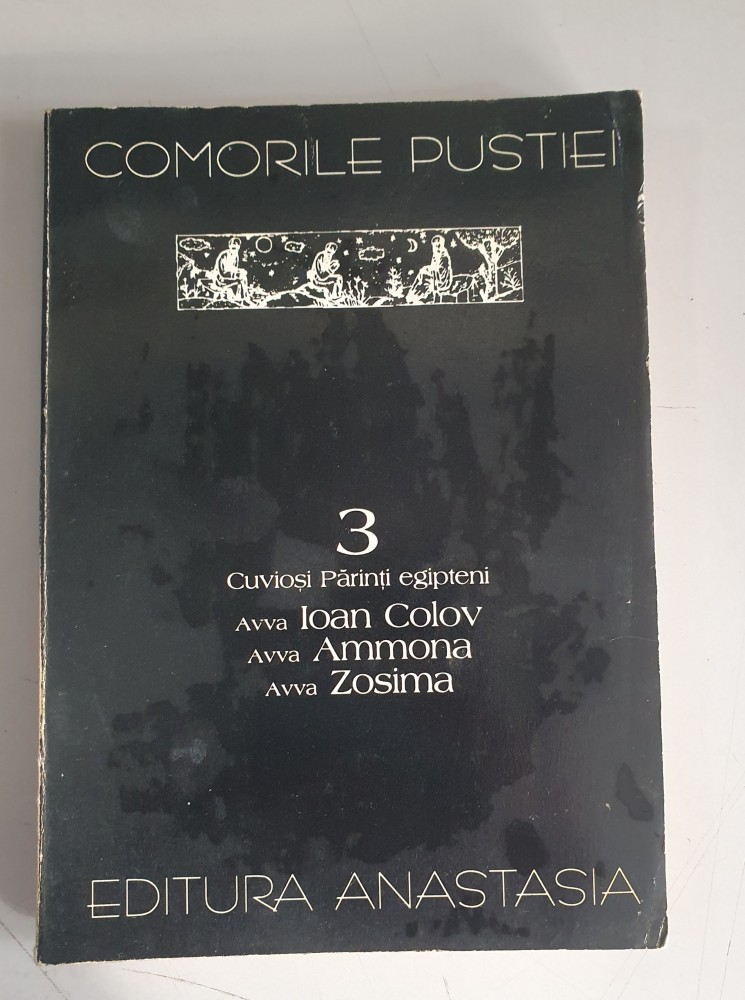 COMORILE PUSTIEI
3
Cuvioși Părinți egipteni
Avva Ioan Colov
Avva Ammona
Avva Zosima
EDITURA ANASTASIA